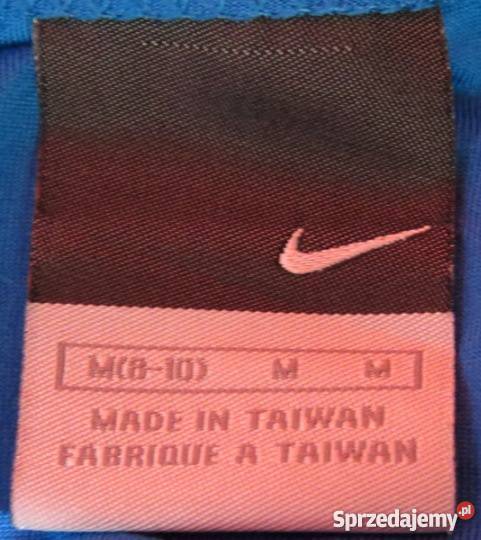 M(8-10) M M
MADE IN TAIWAN
FABRIQUE A TAIWAN
Sprzedajemy.pl